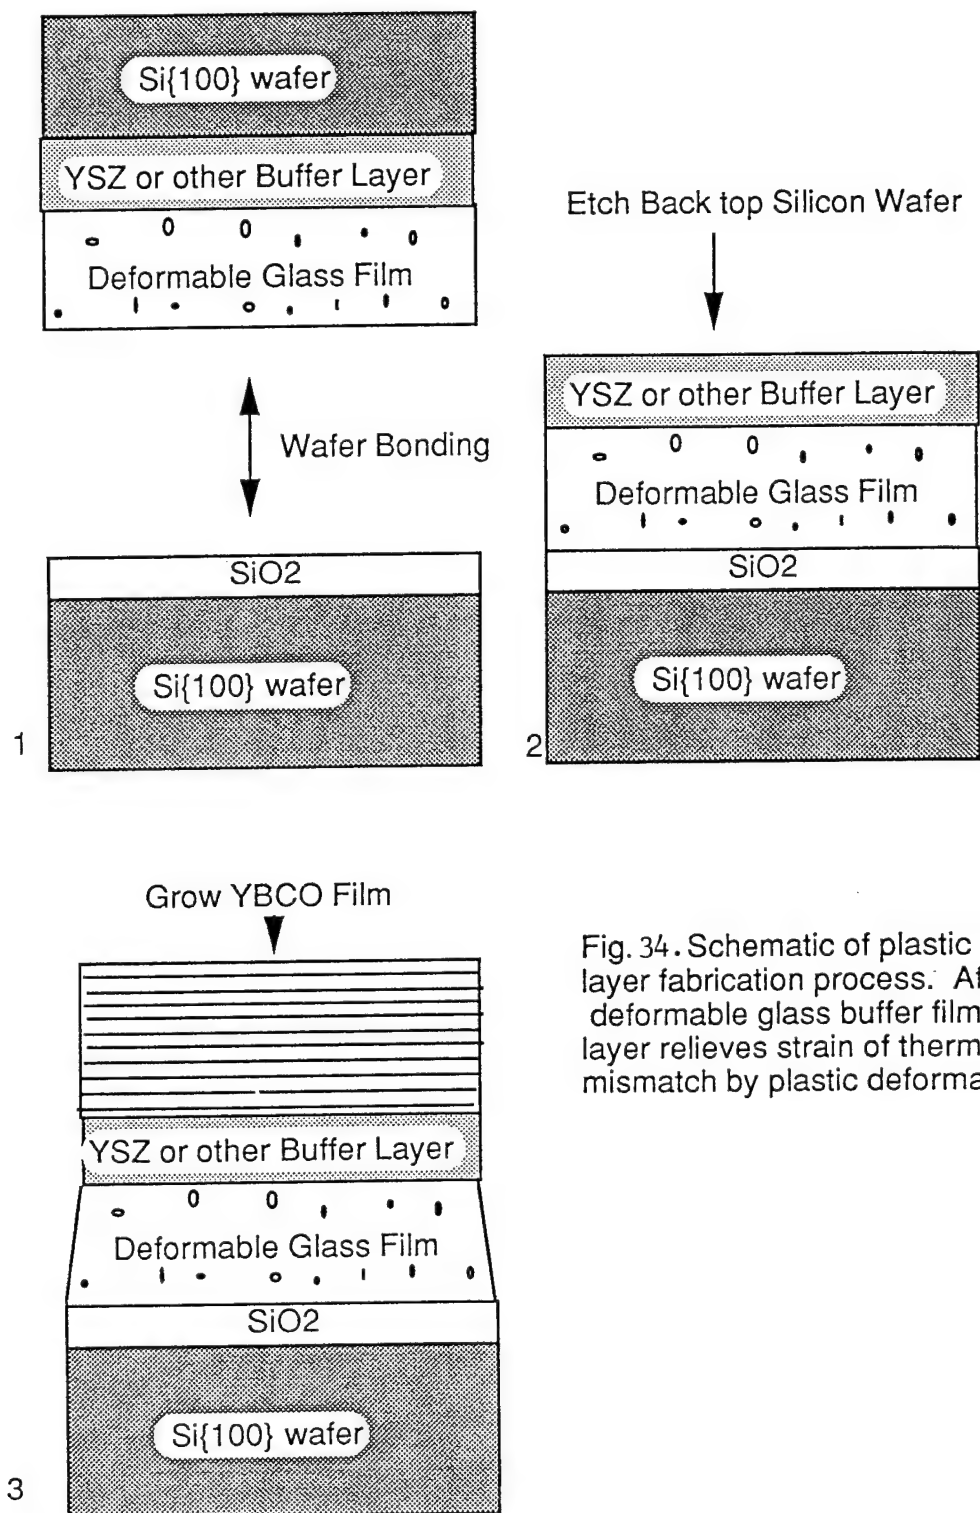 Si{100} wafer
YSZ or other Buffer Layer
Deformable Glass Film
Wafer Bonding
SiO2
Si{100} wafer
1
Etch Back top Silicon Wafer
YSZ or other Buffer Layer
Deformable Glass Film
SiO2
Si{100} wafer
2
Grow YBCO Film
YSZ or other Buffer Layer
Deformable Glass Film
SiO2
Si{100} wafer
3
Fig. 34. Schematic of plastic
layer fabrication process.
deformable glass buffer film
layer relieves strain of
mismatch by plastic